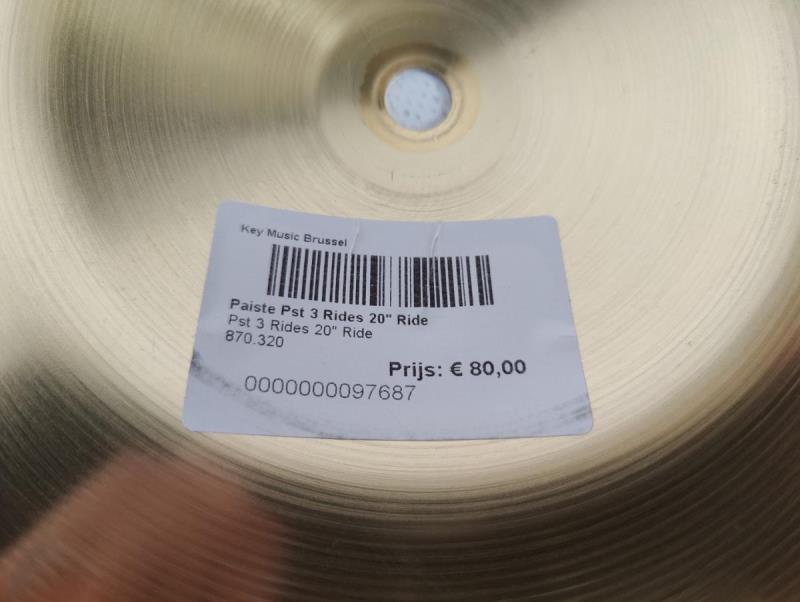 Key Music Brussel
Paiste Pst 3 Rides 20" Ride
Pst 3 Rides 20" Ride
870.320
Prijs: € 80,00
0000000097687